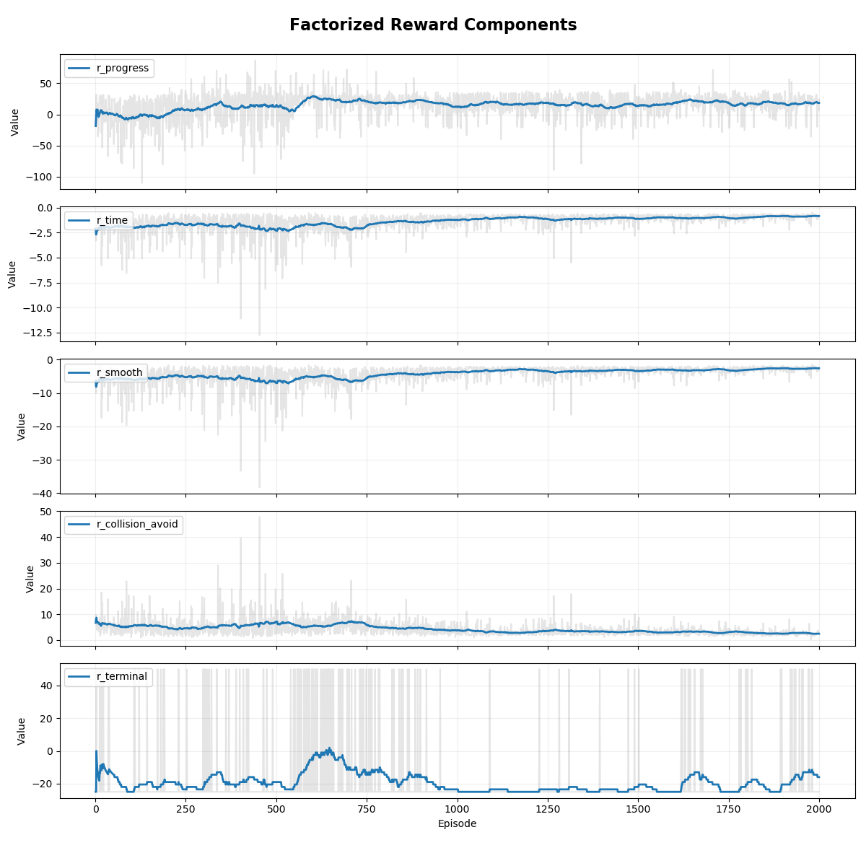 Factorized Reward Components
r_progress
50
0
−50
−100
Value
r_time
0.0
−2.5
−5.0
−7.5
−10.0
−12.5
Value
r_smooth
0
−10
−20
−30
−40
Value
r_collision_avoid
50
40
30
20
10
0
Value
r_terminal
40
20
0
−20
Value
0 250 500 750 1000 1250 1500 1750 2000
Episode